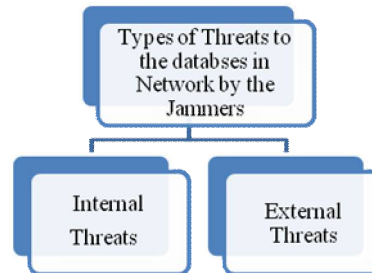 Types of Threats to
the databses in
Network by the
Jammers
Internal
Threats
External
Threats